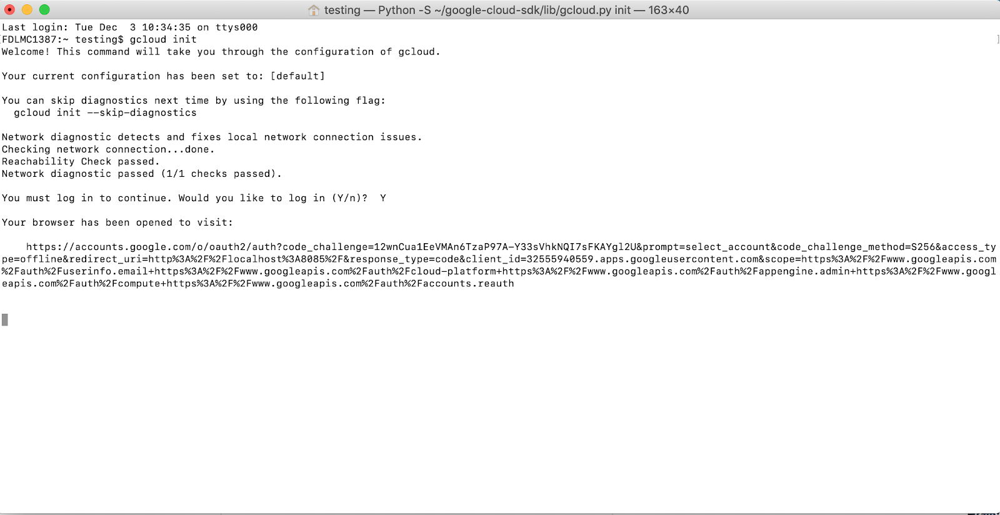 testing — Python -S ~/google-cloud-sdk/lib/gcloud.py init — 163×40
Last login: Tue Dec  3 10:34:35 on ttys000
[FDLMC1387:~ testing$ gcloud init ]
Welcome! This command will take you through the configuration of gcloud.
Your current configuration has been set to: [default]
You can skip diagnostics next time by using the following flag:
  gcloud init --skip-diagnostics
Network diagnostic detects and fixes local network connection issues.
Checking network connection...done.
Reachability Check passed.
Network diagnostic passed (1/1 checks passed).
You must log in to continue. Would you like to log in (Y/n)?  Y
Your browser has been opened to visit:
    https://accounts.google.com/o/oauth2/auth?code_challenge=12wnCua1EeVMAn6TzaP97A-Y33sVhkNQI7sFKAYgl2U&prompt=select_account&code_challenge_method=S256&access_ty
pe=offline&redirect_uri=http%3A%2F%2Flocalhost%3A8085%2F&response_type=code&client_id=32555940559.apps.googleusercontent.com&scope=https%3A%2F%2Fwww.googleapis.com
%2Fauth%2Fuserinfo.email+https%3A%2F%2Fwww.googleapis.com%2Fauth%2Fcloud-platform+https%3A%2F%2Fwww.googleapis.com%2Fauth%2Fappengine.admin+https%3A%2F%2Fwww.googl
eapis.com%2Fauth%2Fcompute+https%3A%2F%2Fwww.googleapis.com%2Fauth%2Faccounts.reauth